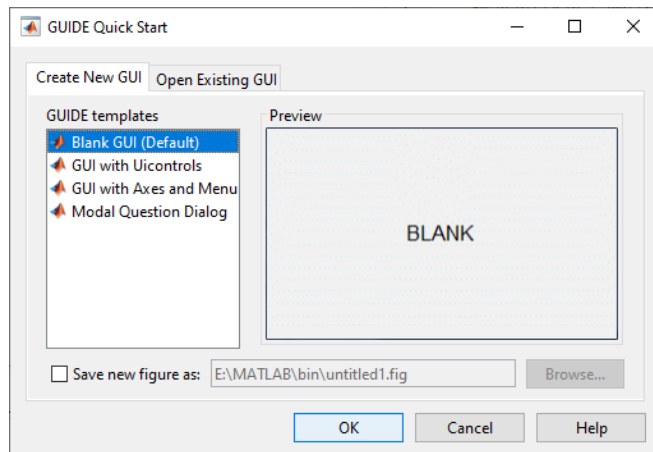 GUIDE Quick Start
Create New GUI Open Existing GUI
GUIDE templates
Blank GUI (Default)
GUI with Uicontrols
GUI with Axes and Menu
Modal Question Dialog
Preview
BLANK
Save new figure as: E:\MATLAB\bin\untitled1.fig Browse...
OK Cancel Help